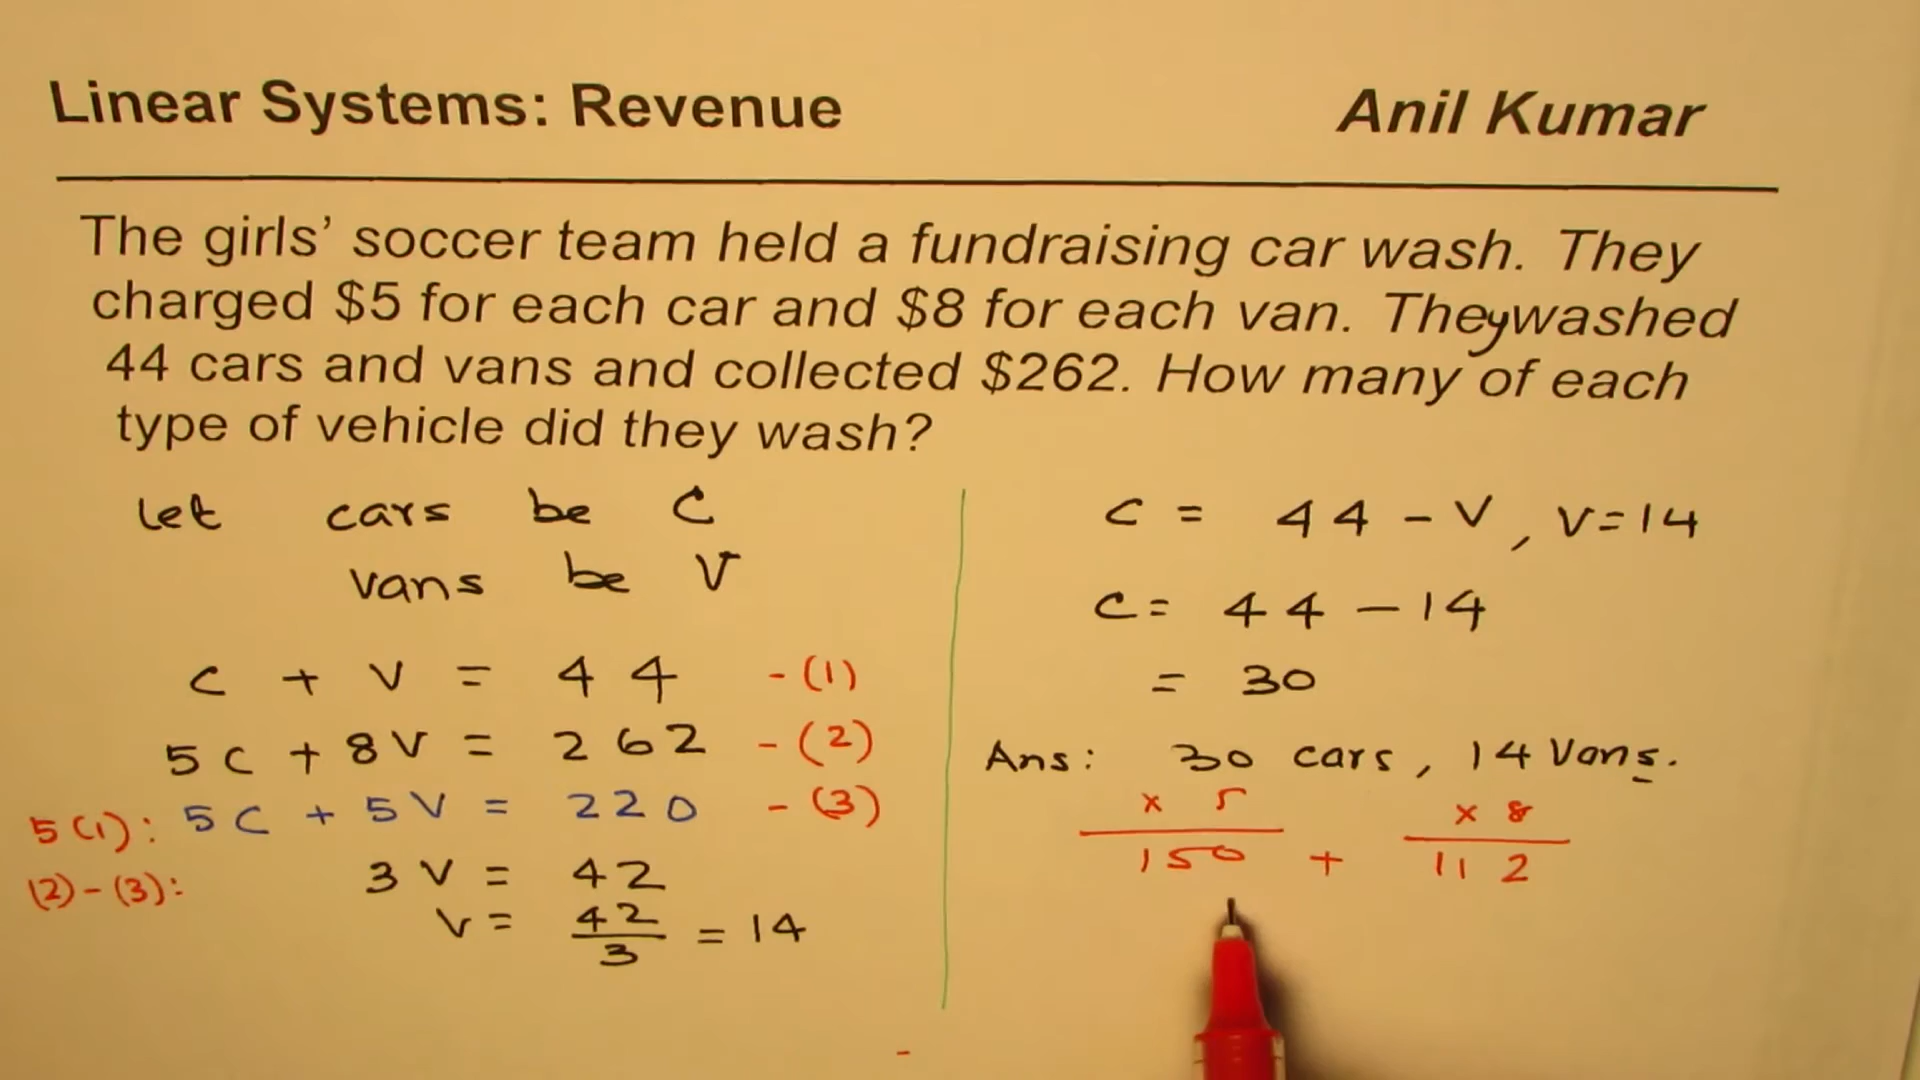 Linear Systems: Revenue
Anil Kumar
The girls’ soccer team held a fundraising car wash. They
charged $5 for each car and $8 for each van. Theywashed
44 cars and vans and collected $262. How many of each
type of vehicle did they wash?
Let cars be C
vans be V
C + V = 44 - (1)
5C + 8V = 262 - (2)
5(1): 5C + 5V = 220 - (3)
(2)-(3): 3V = 42
V = 42/3 = 14
C = 44 - V, V=14
C = 44 - 14
= 30
Ans: 30 cars, 14 Vans.
x 5 x 8
150 + 112